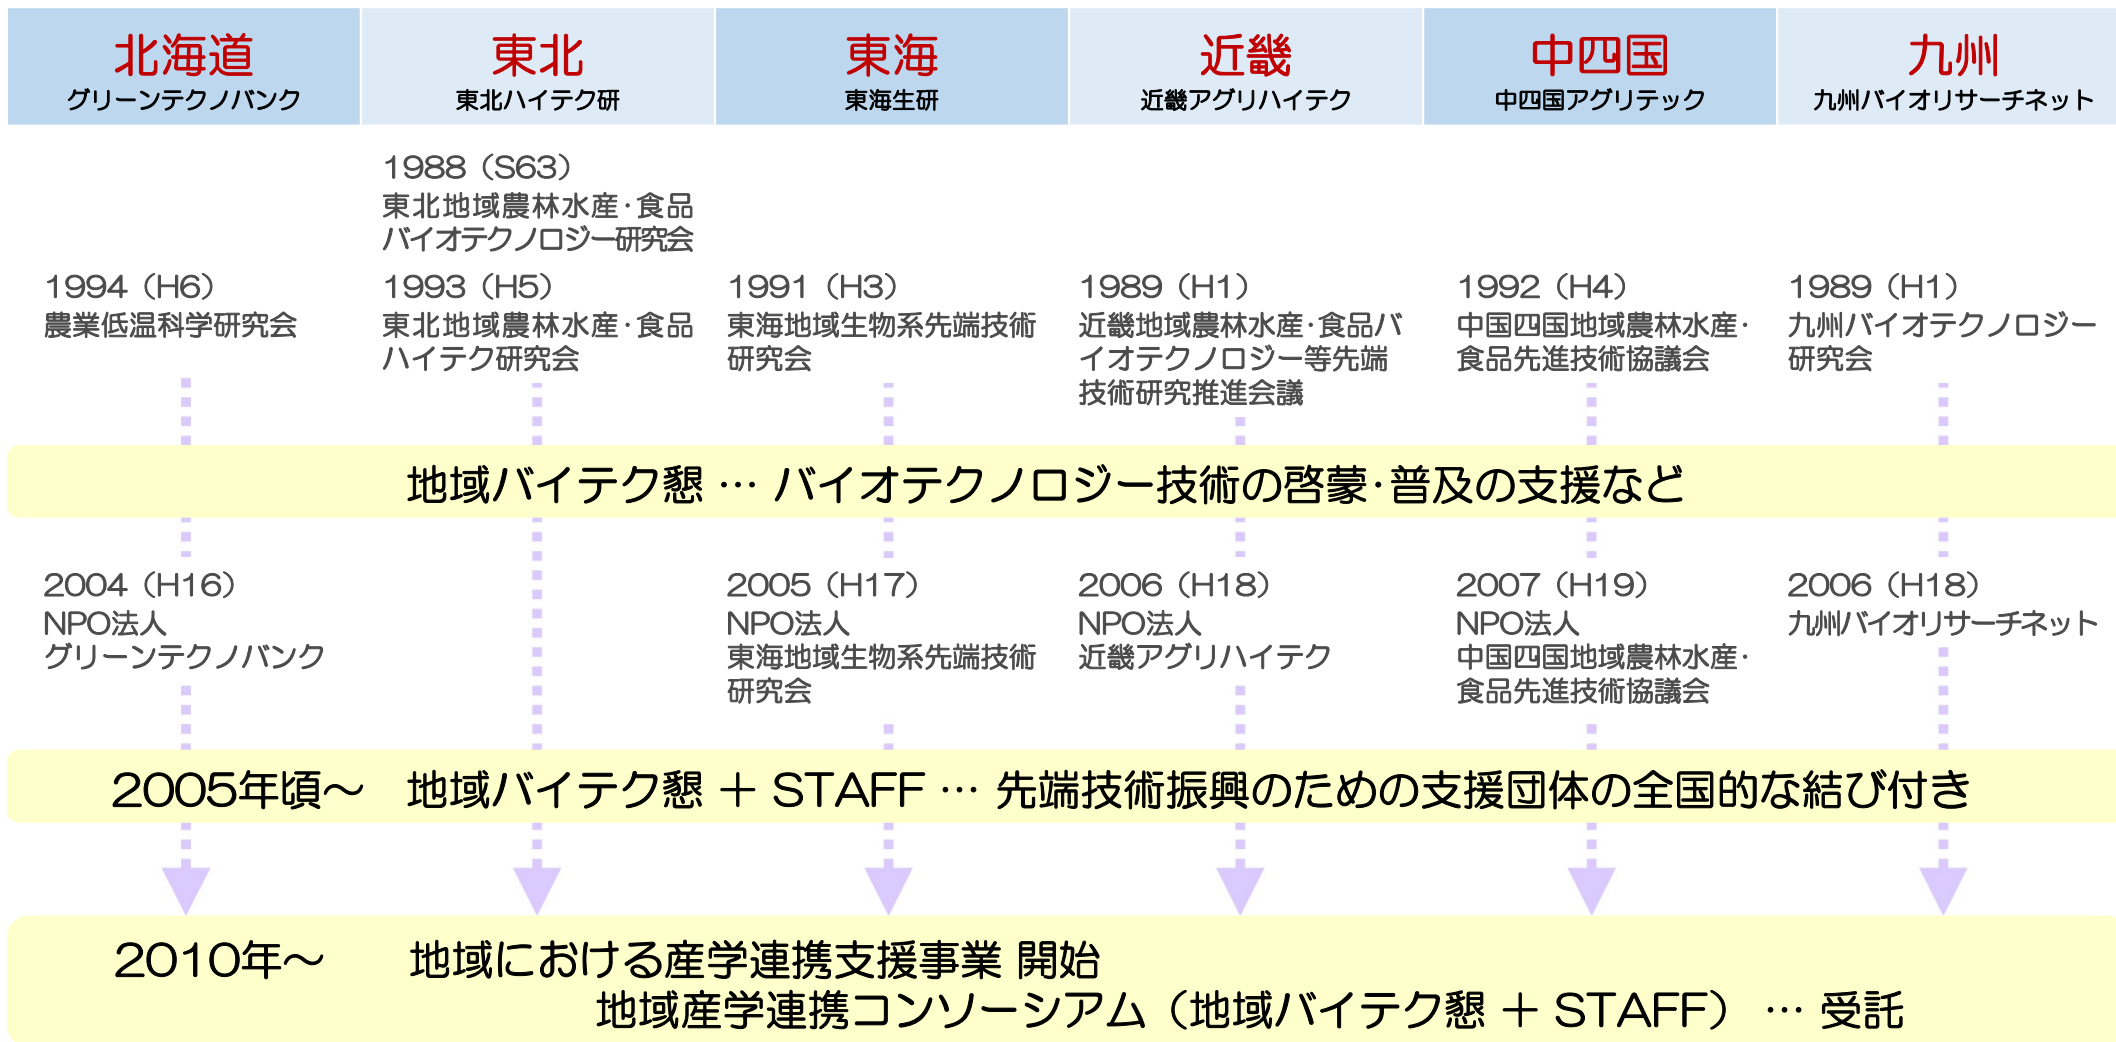 北海道
グリーンテクノバンク
東北
東北ハイテク研
東海
東海生研
近畿
近畿アグリハイテク
中四国
中四国アグリテック
九州
九州バイオリサーチネット
1988（S63）
東北地域農林水産・食品
バイオテクノロジー研究会
1994（H6）
農業低温科学研究会
1993（H5）
東北地域農林水産・食品
ハイテク研究会
1991（H3）
東海地域生物系先端技術
研究会
1989（H1）
近畿地域農林水産・食品バ
イオテクノロジー等先端
技術研究推進会議
1992（H4）
中国四国地域農林水産・
食品先進技術協議会
1989（H1）
九州バイオテクノロジー
研究会
地域バイテク懇 … バイオテクノロジー技術の啓蒙・普及の支援など
2004（H16）
NPO法人
グリーンテクノバンク
2005（H17）
NPO法人
東海地域生物系先端技術
研究会
2006（H18）
NPO法人
近畿アグリハイテク
2007（H19）
NPO法人
中国四国地域農林水産・
食品先進技術協議会
2006（H18）
九州バイオリサーチネット
2005年頃～　地域バイテク懇 ＋ STAFF … 先端技術振興のための支援団体の全国的な結び付き
2010年～　地域における産学連携支援事業 開始
地域産学連携コンソーシアム（地域バイテク懇 ＋ STAFF） … 受託